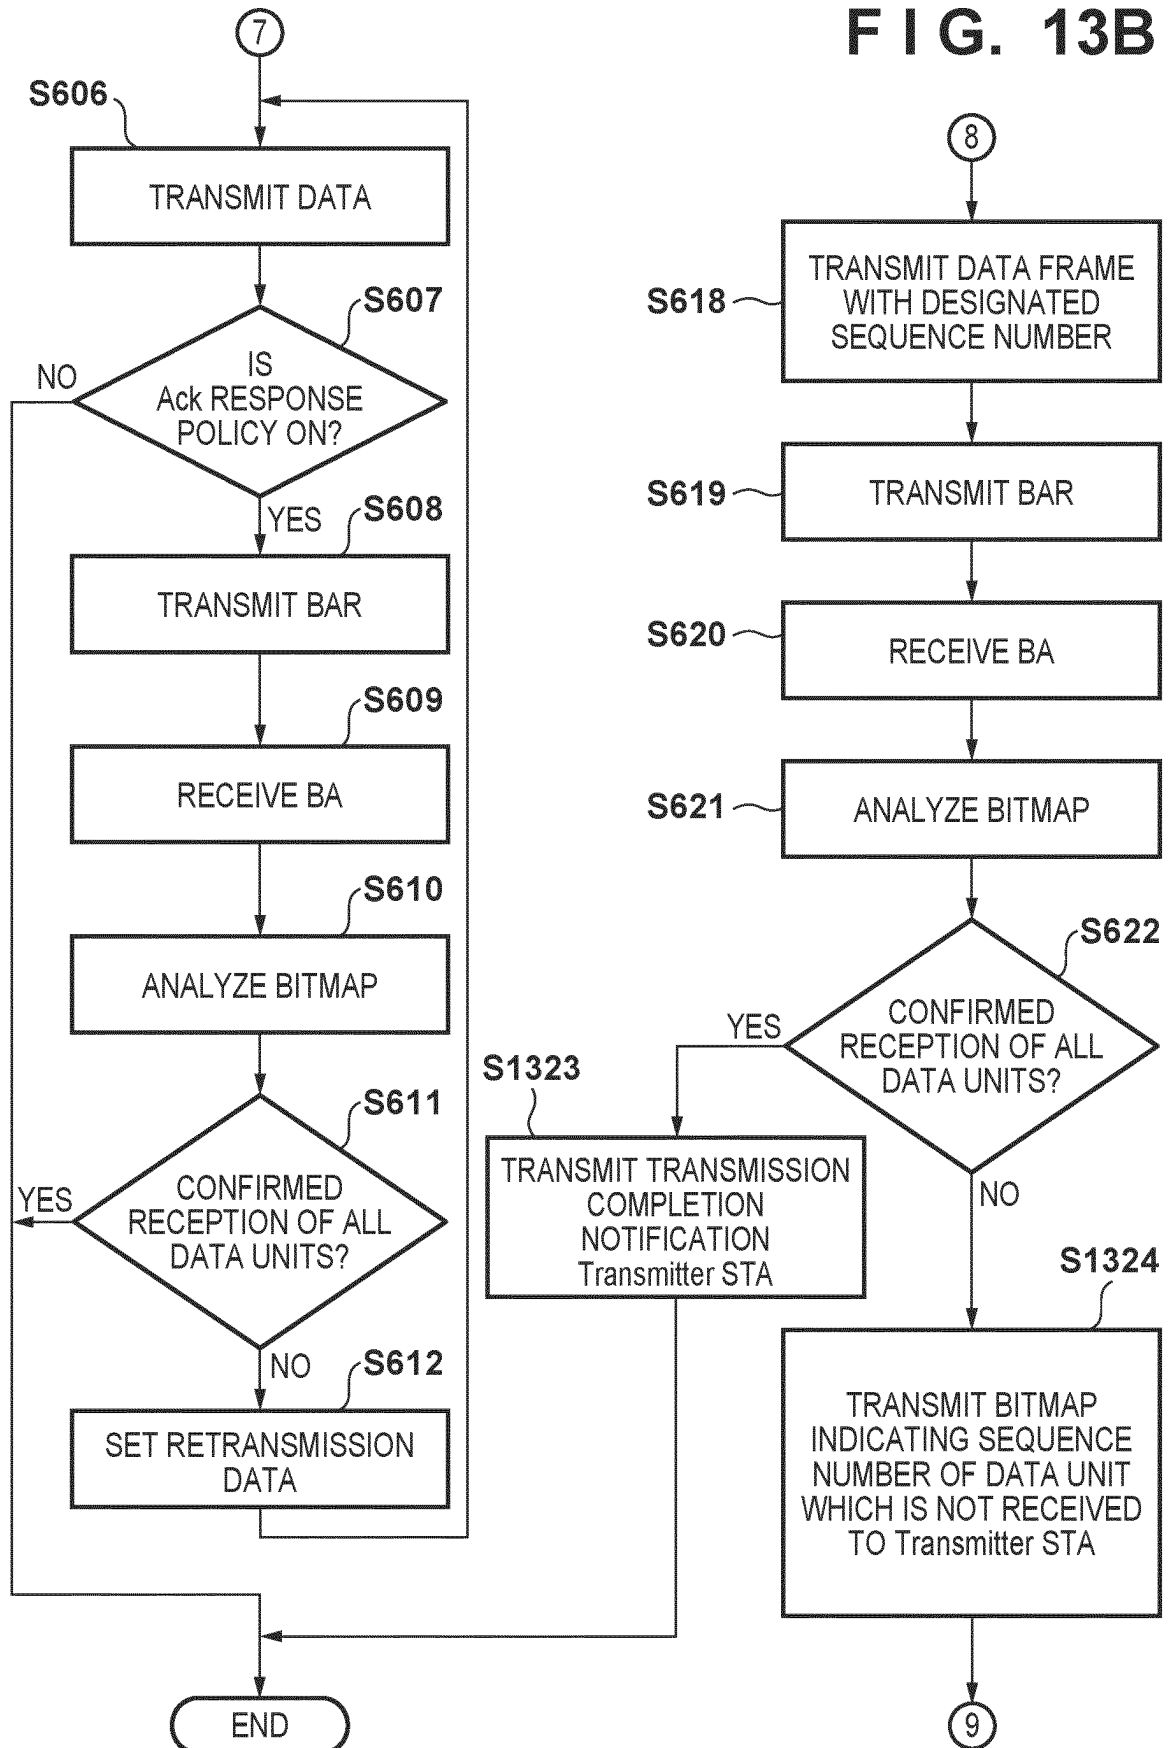 FIG. 13B
7
S606
TRANSMIT DATA
S607
IS
Ack RESPONSE
POLICY ON?
NO
YES
S608
TRANSMIT BAR
S609
RECEIVE BA
S610
ANALYZE BITMAP
S611
CONFIRMED
RECEPTION OF ALL
DATA UNITS?
YES
NO
S612
SET RETRANSMISSION
DATA
END
8
S618
TRANSMIT DATA FRAME
WITH DESIGNATED
SEQUENCE NUMBER
S619
TRANSMIT BAR
S620
RECEIVE BA
S621
ANALYZE BITMAP
S622
CONFIRMED
RECEPTION OF ALL
DATA UNITS?
YES
NO
S1323
TRANSMIT TRANSMISSION
COMPLETION
NOTIFICATION
Transmitter STA
S1324
TRANSMIT BITMAP
INDICATING SEQUENCE
NUMBER OF DATA UNIT
WHICH IS NOT RECEIVED
TO Transmitter STA
9